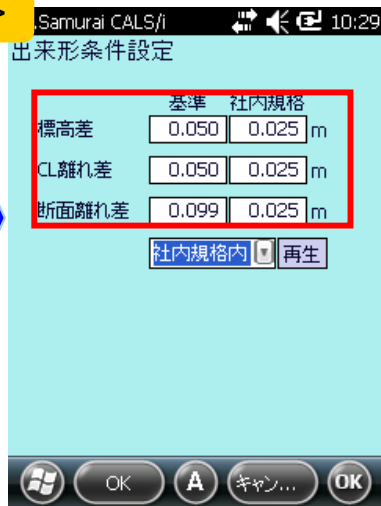 .Samurai CALS/i 10:29
出来形条件設定
基準 社内規格
標高差 0.050 0.025 m
CL離れ差 0.050 0.025 m
断面離れ差 0.099 0.025 m
社内規格内 再生
OK A キャン... OK